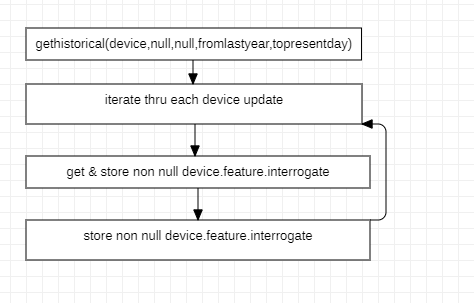 gethistorical(device,null,null,fromlastyear,topresentday)
iterate thru each device update
get & store non null device.feature.interrogate
store non null device.feature.interrogate